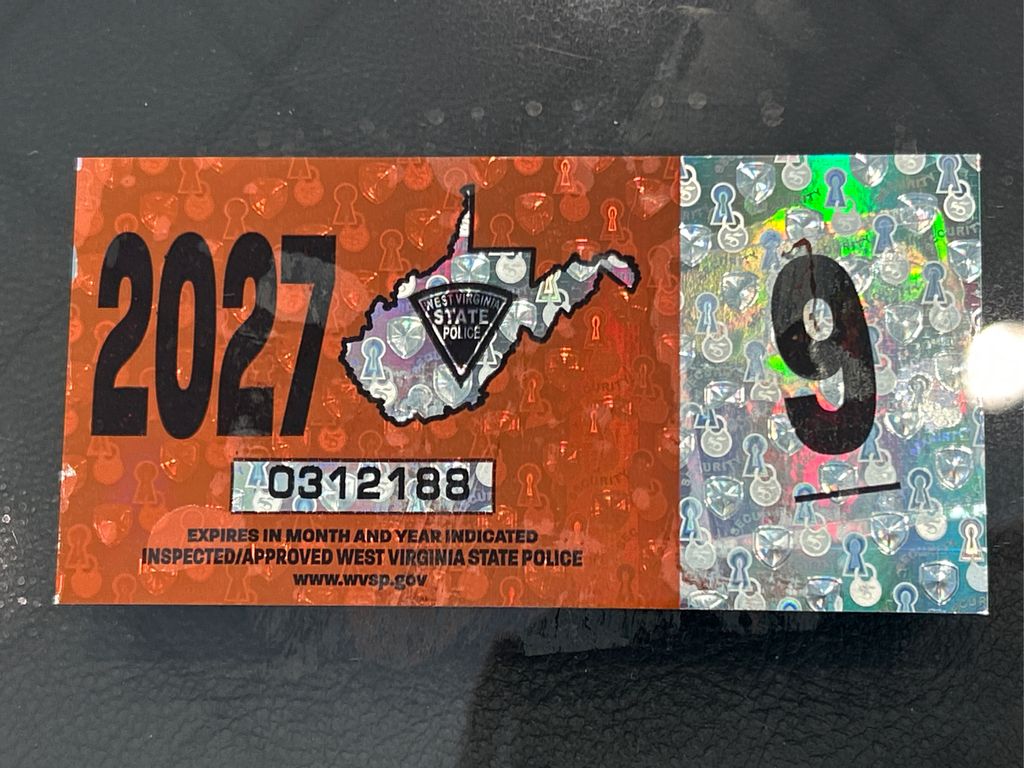 2027
WEST VIRGINIA
STATE
POLICE
9
0312188
EXPIRES IN MONTH AND YEAR INDICATED
INSPECTED/APPROVED WEST VIRGINIA STATE POLICE
www.wvsp.gov